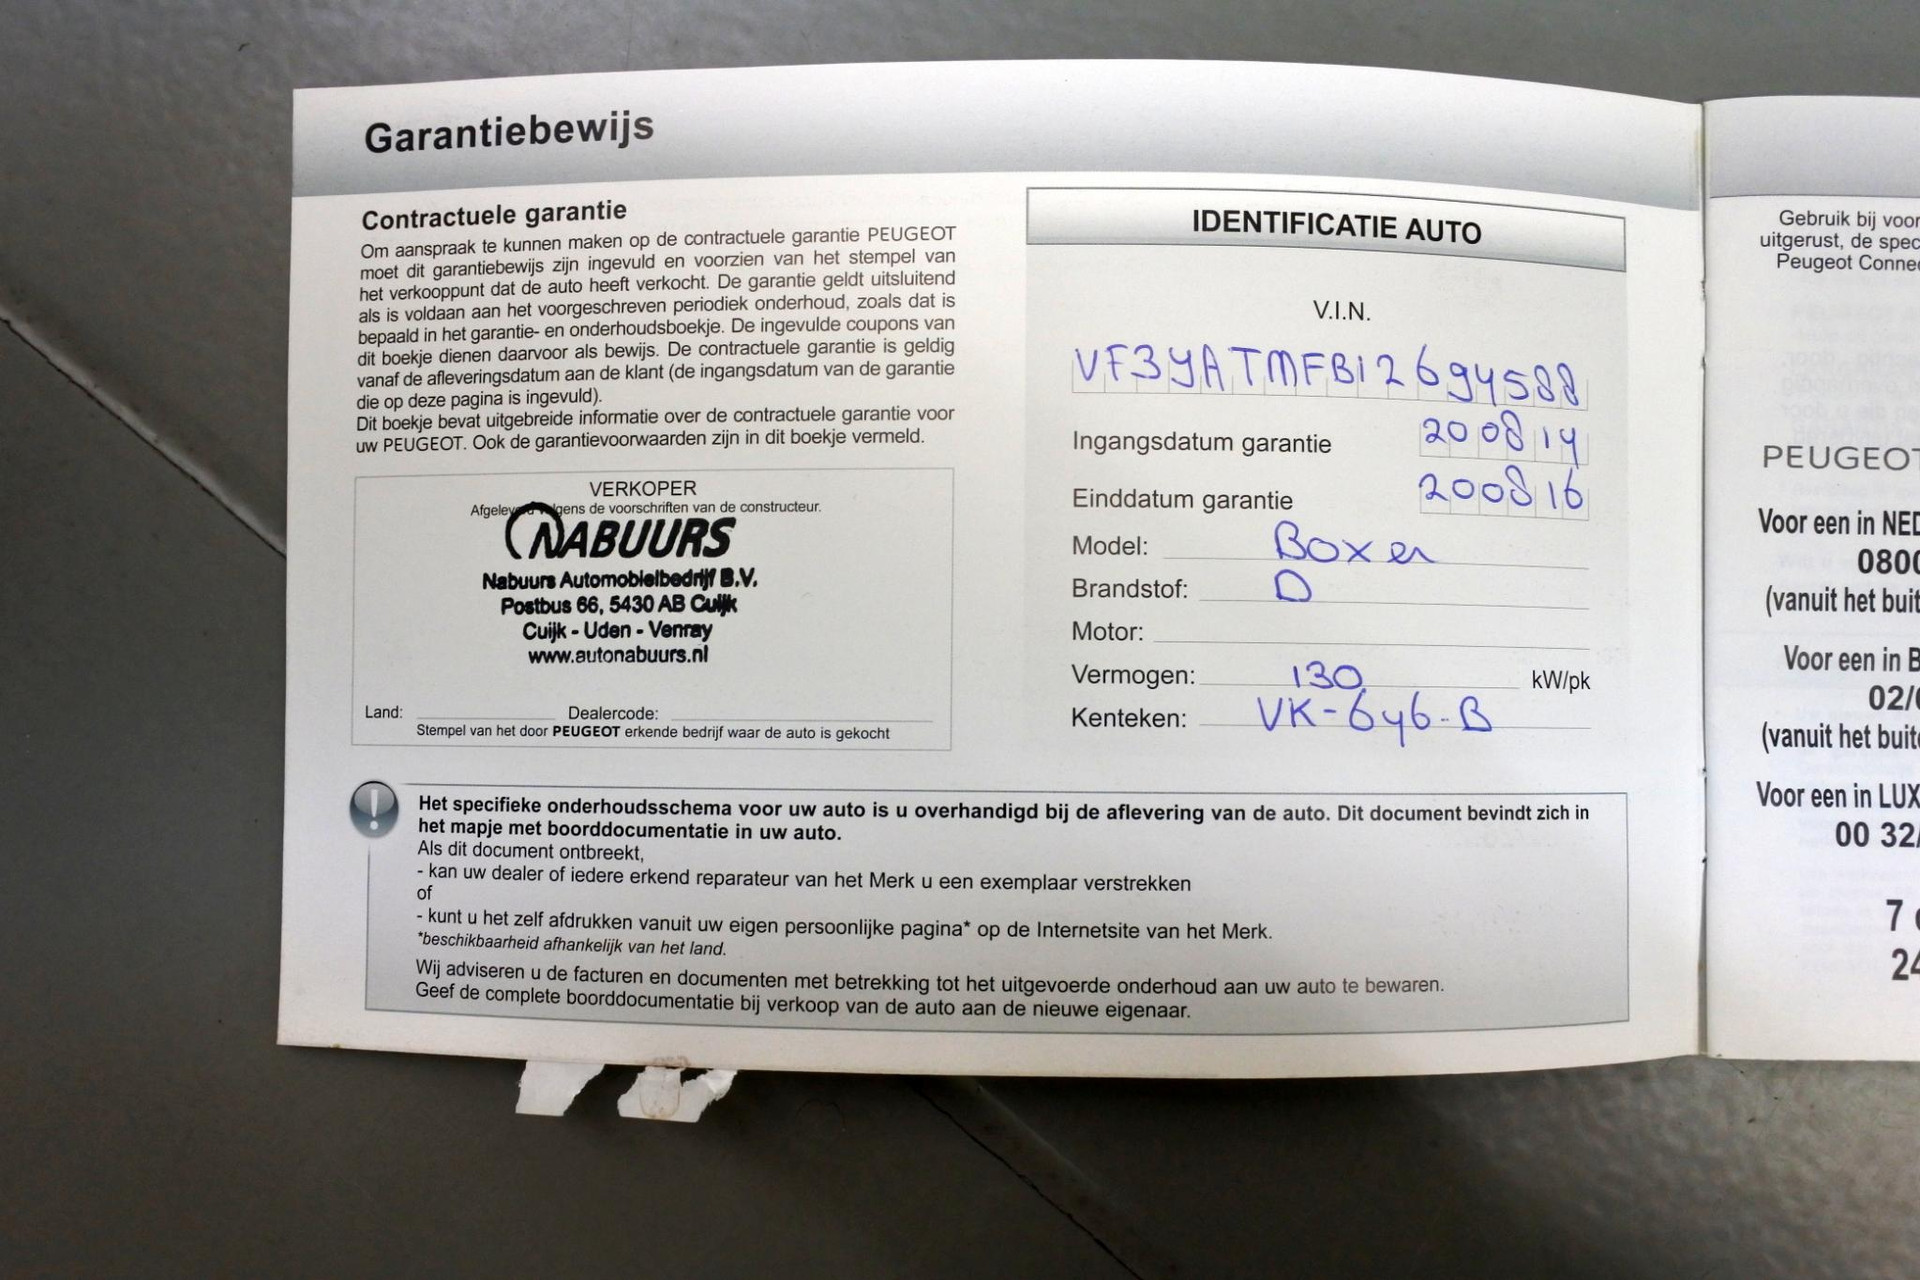 Garantiebewijs
Contractuele garantie
Om aanspraak te kunnen maken op de contractuele garantie PEUGEOT
moet dit garantiebewijs zijn ingevuld en voorzien van het stempel van
het verkooppunt dat de auto heeft verkocht. De garantie geldt uitsluitend
als is voldaan aan het voorgeschreven periodiek onderhoud, zoals dat is
bepaald in het garantie- en onderhoudsboekje. De ingevulde coupons van
dit boekje dienen daarvoor als bewijs. De contractuele garantie is geldig
vanaf de afleveringsdatum aan de klant (de ingangsdatum van de garantie
die op deze pagina is ingevuld).
Dit boekje bevat uitgebreide informatie over de contractuele garantie voor
uw PEUGEOT. Ook de garantievoorwaarden zijn in dit boekje vermeld.
VERKOPER
Afgeleverd volgens de voorschriften van de constructeur.
NABUURS
Nabuurs Automobielbedrijf B.V.
Postbus 66, 5430 AB Cuijk
Cuijk - Uden - Venray
www.autonabuurs.nl
Land: Dealercode:
Stempel van het door PEUGEOT erkende bedrijf waar de auto is gekocht
IDENTIFICATIE AUTO
V.I.N.
VF3YATMFB12694588
Ingangsdatum garantie 200814
Einddatum garantie 200816
Model: Boxer
Brandstof: D
Motor:
Vermogen: 130 kW/pk
Kenteken: VK-646-B
Het specifieke onderhoudsschema voor uw auto is u overhandigd bij de aflevering van de auto. Dit document bevindt zich in
het mapje met boorddocumentatie in uw auto.
Als dit document ontbreekt,
- kan uw dealer of iedere erkend reparateur van het Merk u een exemplaar verstrekken
of
- kunt u het zelf afdrukken vanuit uw eigen persoonlijke pagina* op de Internetsite van het Merk.
*beschikbaarheid afhankelijk van het land.
Wij adviseren u de facturen en documenten met betrekking tot het uitgevoerde onderhoud aan uw auto te bewaren.
Geef de complete boorddocumentatie bij verkoop van de auto aan de nieuwe eigenaar.
Gebruik bij voor
uitgerust, de spec
Peugeot Connec
PEUGEOT
Voor een in NED
0800
(vanuit het buit
Voor een in B
02/
(vanuit het buite
Voor een in LUX
00 32/
7
24